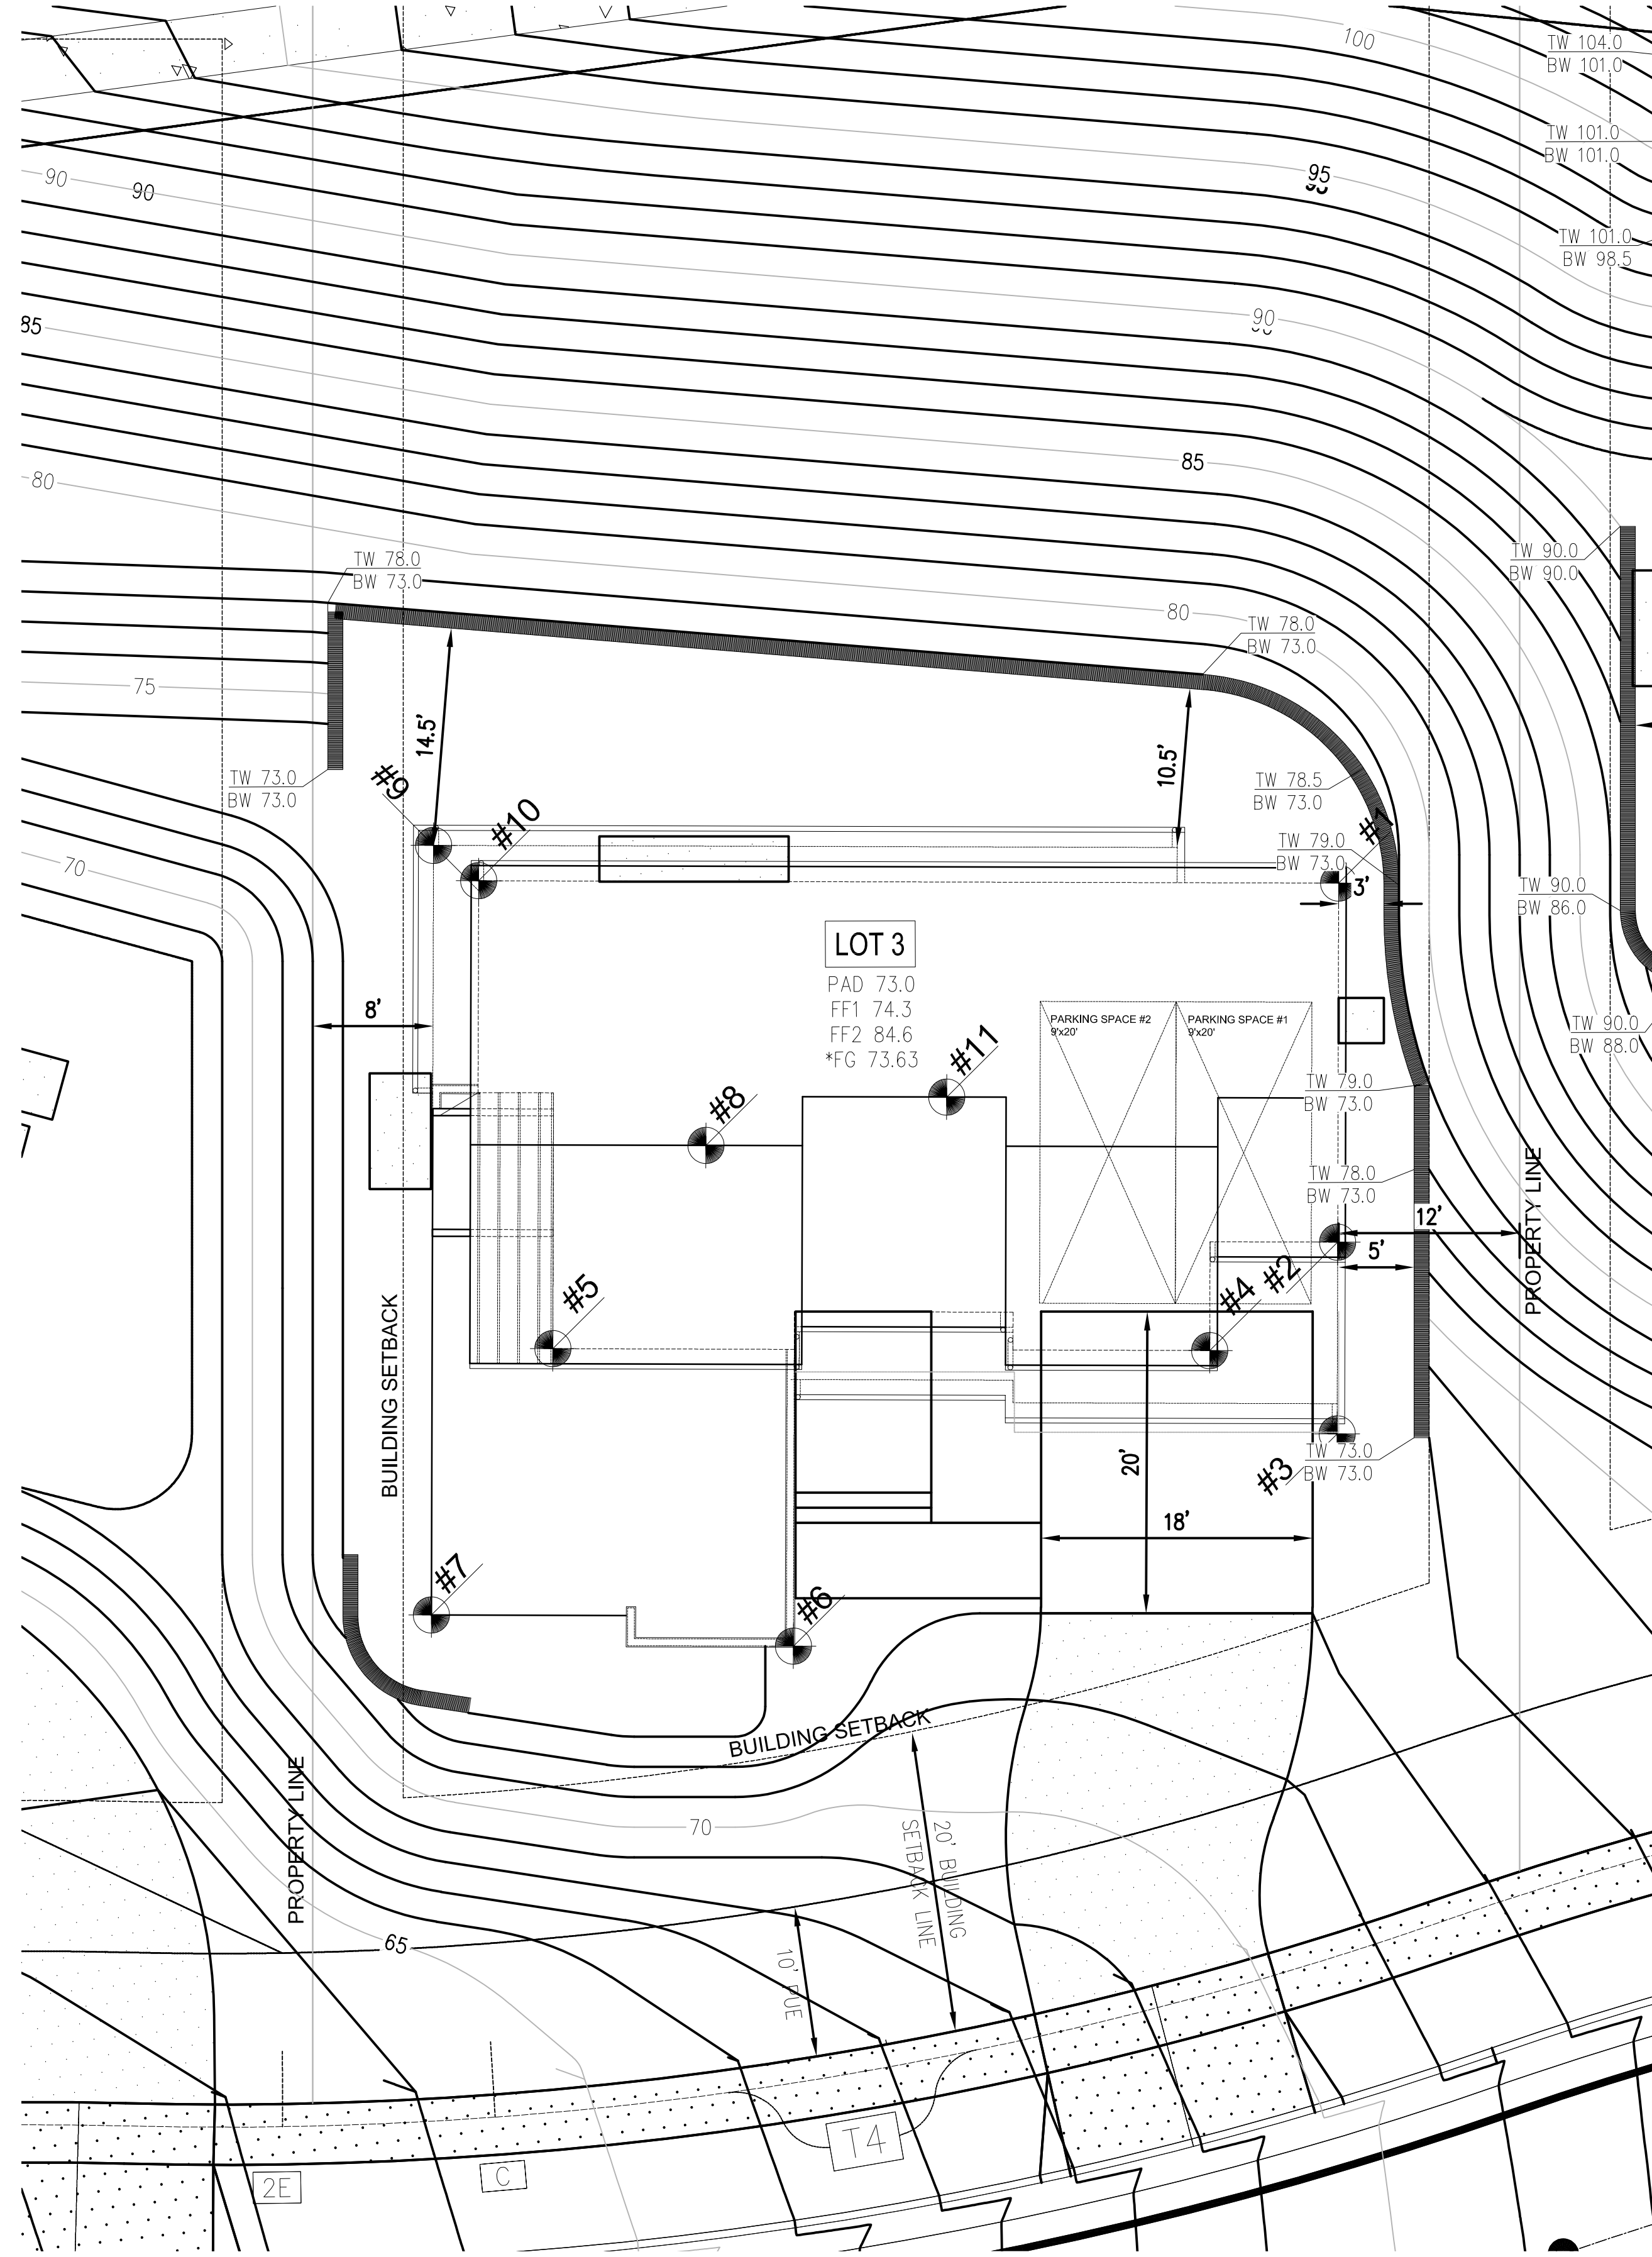 100
TW 104.0
BW 101.0
TW 101.0
BW 101.0
90
90
95
TW 101.0
BW 98.5
85
90
80
85
TW 78.0
BW 73.0
TW 90.0
BW 90.0
80
TW 78.0
BW 73.0
75
14.5'
10.5'
TW 73.0
BW 73.0
#9
#10
TW 78.5
BW 73.0
#1
TW 79.0
BW 73.0
3'
70
TW 90.0
BW 86.0
LOT 3
PAD 73.0
FF1 74.3
FF2 84.6
*FG 73.63
8'
PARKING SPACE #2
9'x20'
PARKING SPACE #1
9'x20'
TW 90.0
BW 88.0
#11
#8
TW 79.0
BW 73.0
TW 78.0
BW 73.0
PROPERTY LINE
12'
5'
#5
#4
#2
BUILDING SETBACK
20'
#3
TW 73.0
BW 73.0
18'
#7
#6
BUILDING SETBACK
PROPERTY LINE
70
20' BUILDING
SETBACK LINE
65
10' PUE
T4
2E
C